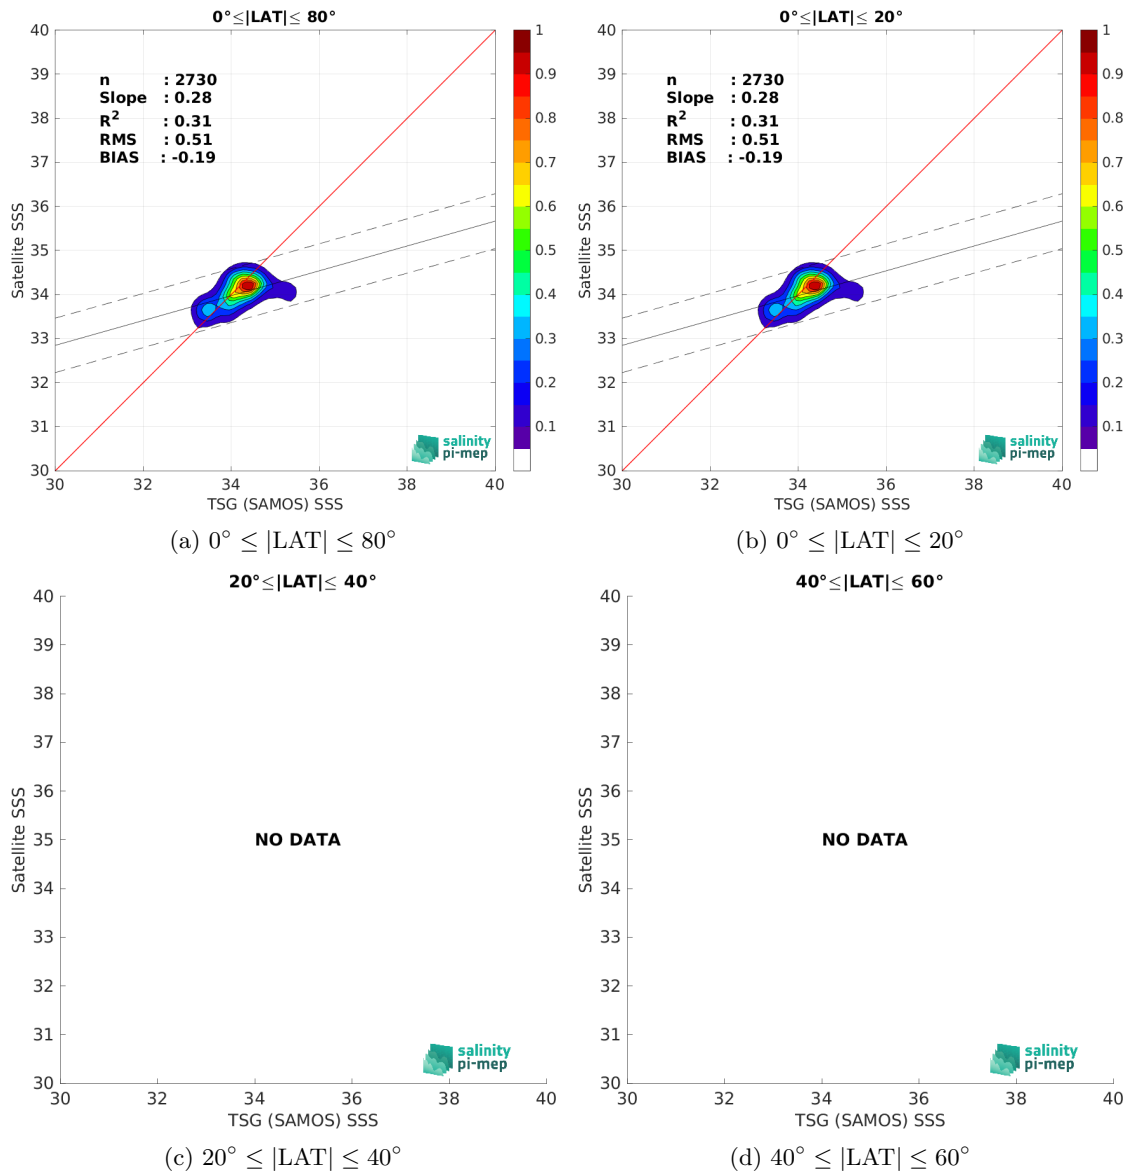 0°≤|LAT|≤ 80°
40
39
38
37
36
35
34
33
32
31
30
Satellite SSS
n : 2730
Slope : 0.28
R² : 0.31
RMS : 0.51
BIAS : -0.19
1
0.9
0.8
0.7
0.6
0.5
0.4
0.3
0.2
0.1
salinity
pi-mep
30 32 34 36 38 40
TSG (SAMOS) SSS
(a) 0° ≤ |LAT| ≤ 80°
0°≤|LAT|≤ 20°
40
39
38
37
36
35
34
33
32
31
30
Satellite SSS
n : 2730
Slope : 0.28
R² : 0.31
RMS : 0.51
BIAS : -0.19
1
0.9
0.8
0.7
0.6
0.5
0.4
0.3
0.2
0.1
salinity
pi-mep
30 32 34 36 38 40
TSG (SAMOS) SSS
(b) 0° ≤ |LAT| ≤ 20°
20°≤|LAT|≤ 40°
40
39
38
37
36
35
34
33
32
31
30
Satellite SSS
NO DATA
salinity
pi-mep
30 32 34 36 38 40
TSG (SAMOS) SSS
(c) 20° ≤ |LAT| ≤ 40°
40°≤|LAT|≤ 60°
40
39
38
37
36
35
34
33
32
31
30
Satellite SSS
NO DATA
salinity
pi-mep
30 32 34 36 38 40
TSG (SAMOS) SSS
(d) 40° ≤ |LAT| ≤ 60°